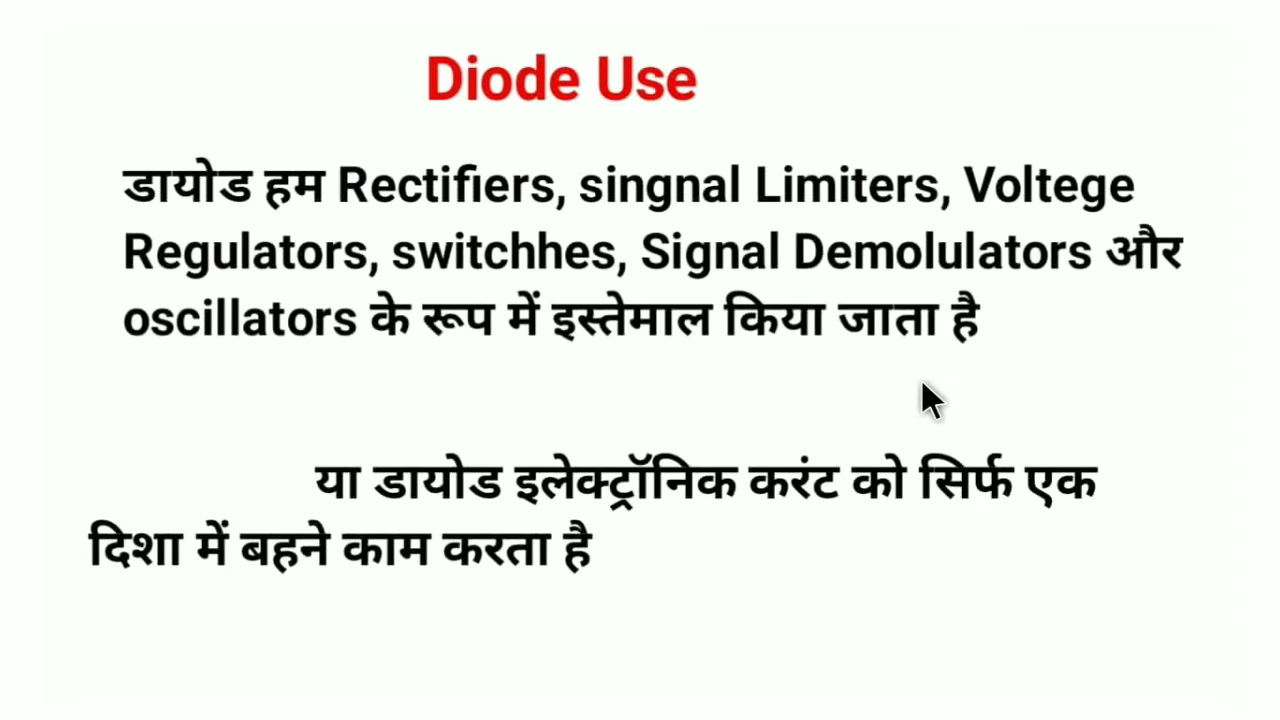 Diode Use
डायोड हम Rectifiers, singnal Limiters, Voltege
Regulators, switchhes, Signal Demolulators और
oscillators के रूप में इस्तेमाल किया जाता है
या डायोड इलेक्ट्रॉनिक करंट को सिर्फ एक
दिशा में बहने काम करता है